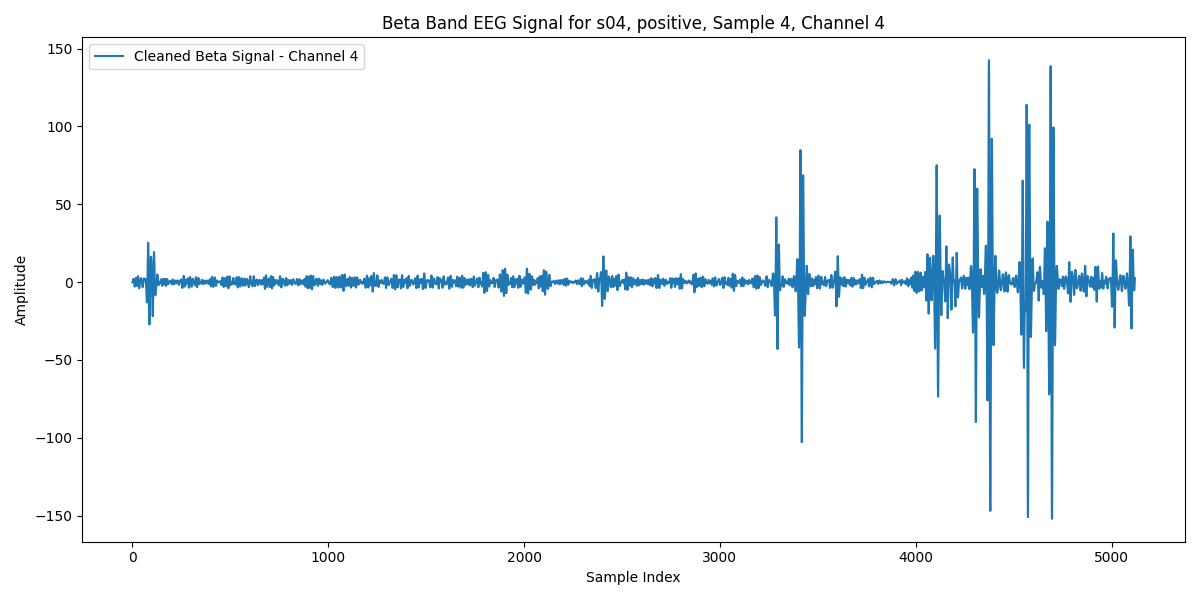 Beta Band EEG Signal for s04, positive, Sample 4, Channel 4
Cleaned Beta Signal - Channel 4
150
100
50
0
−50
−100
−150
Amplitude
0 1000 2000 3000 4000 5000
Sample Index